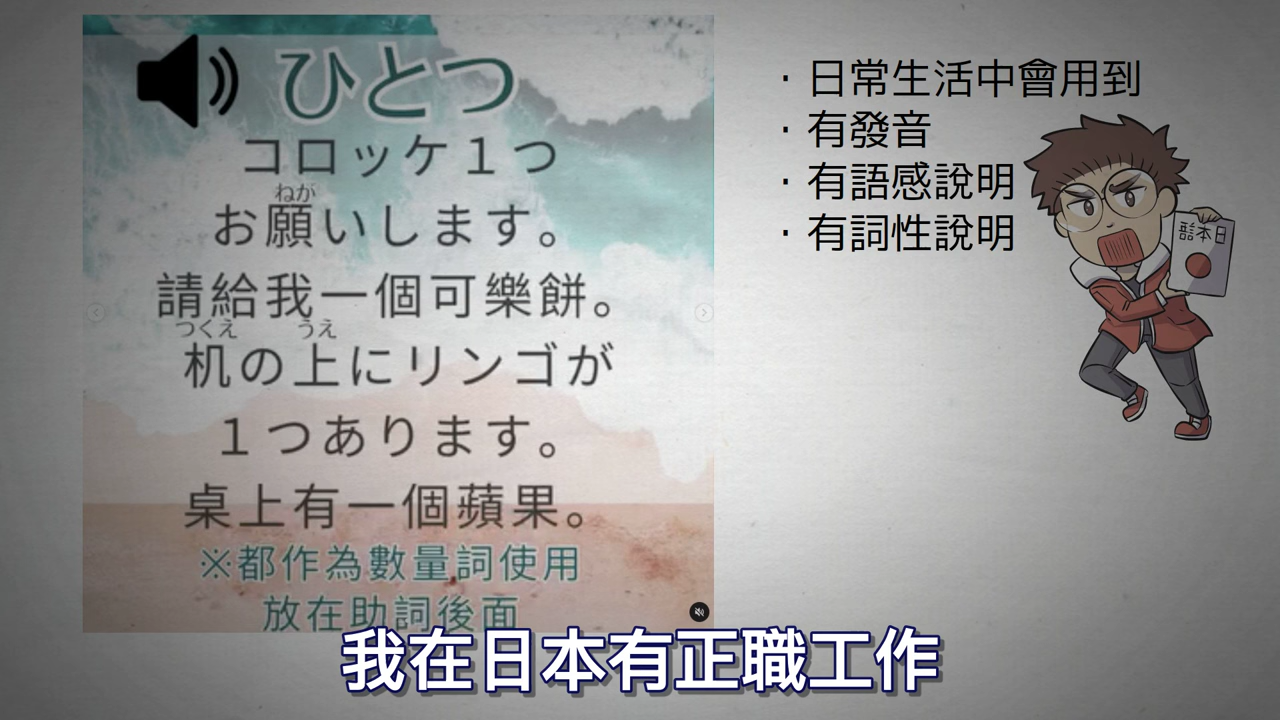 ひとつ
コロッケ１つ
ねが
お願いします。
請給我一個可樂餅。
つくえ うえ
机の上にリンゴが
１つあります。
桌上有一個蘋果。
※都作為數量詞使用
放在助詞後面
· 日常生活中會用到
· 有發音
· 有語感說明
· 有詞性說明
日本語
我在日本有正職工作